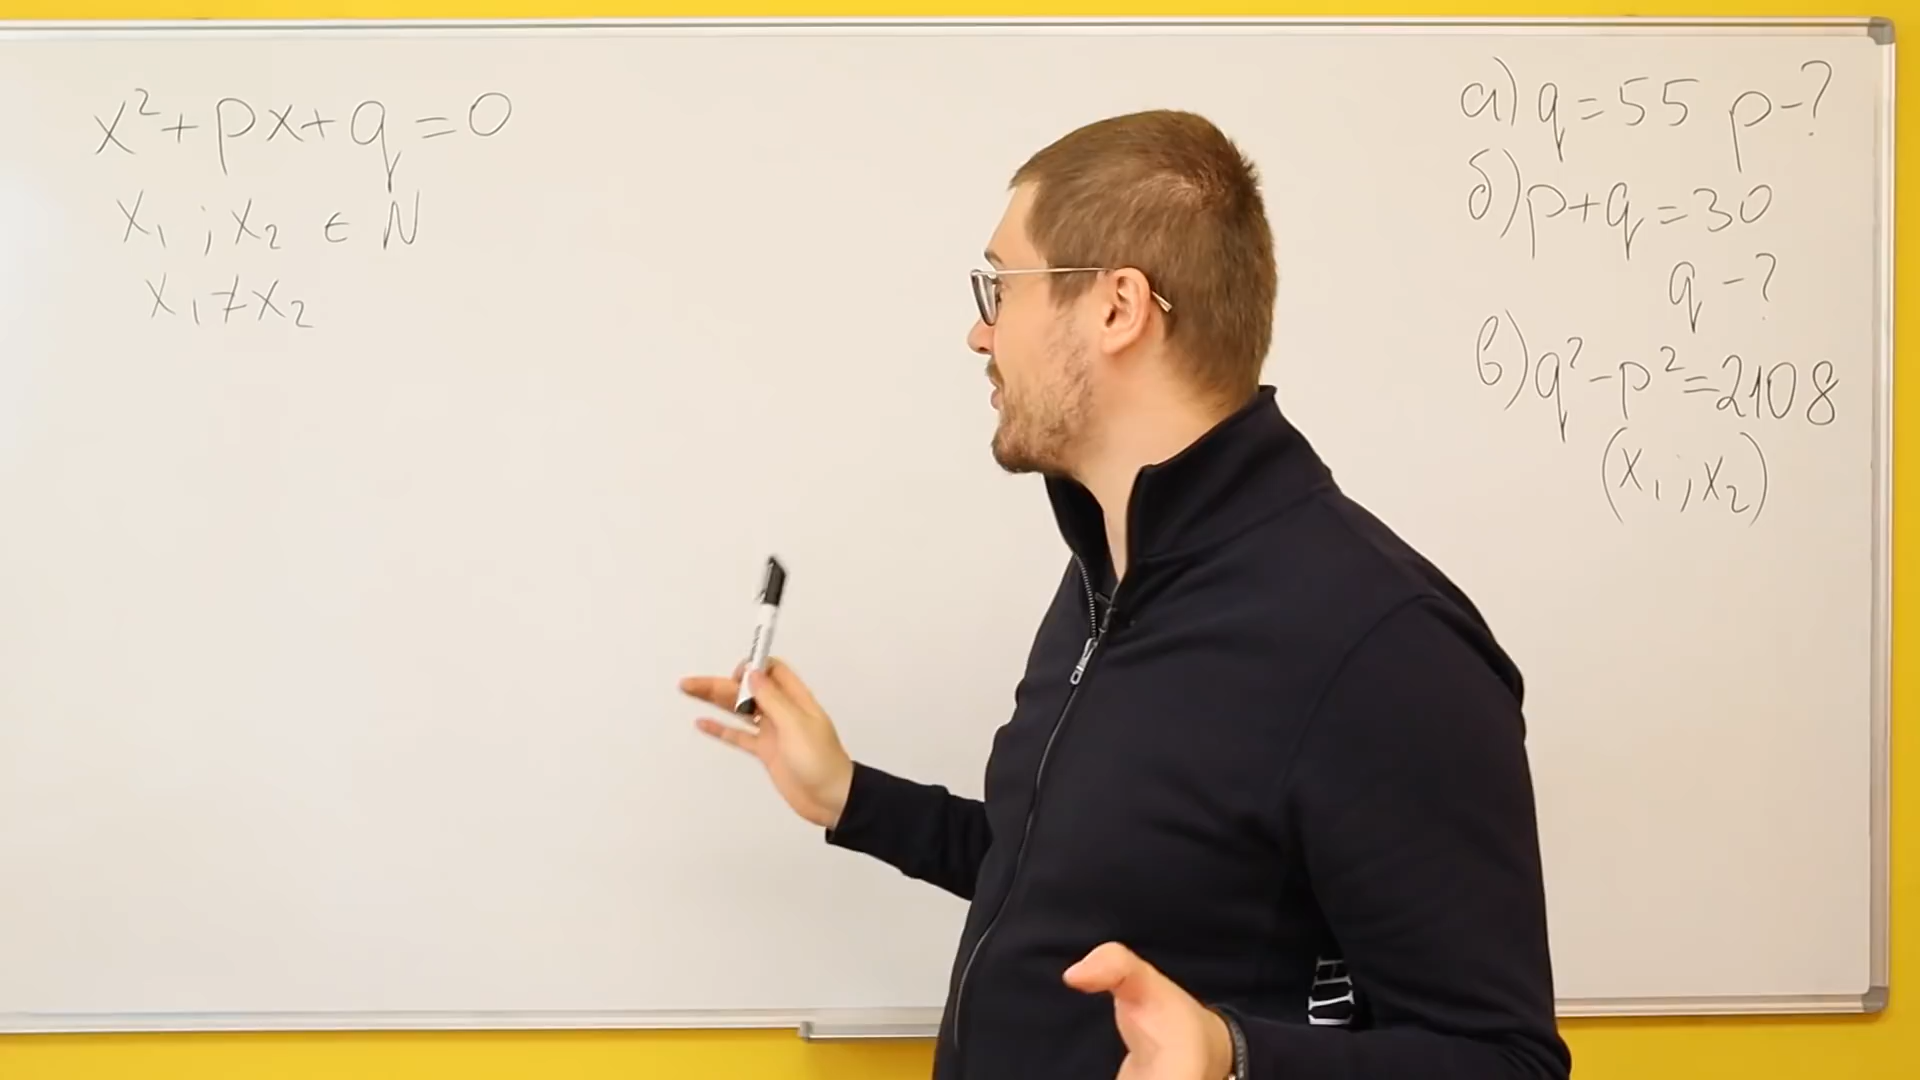 x²+px+q=0
x₁ ; x₂ ∈ N
x₁≠x₂
а) q=55 p-?
б) p+q=30
q-?
в) q²-p²=2108
(x₁ ; x₂)